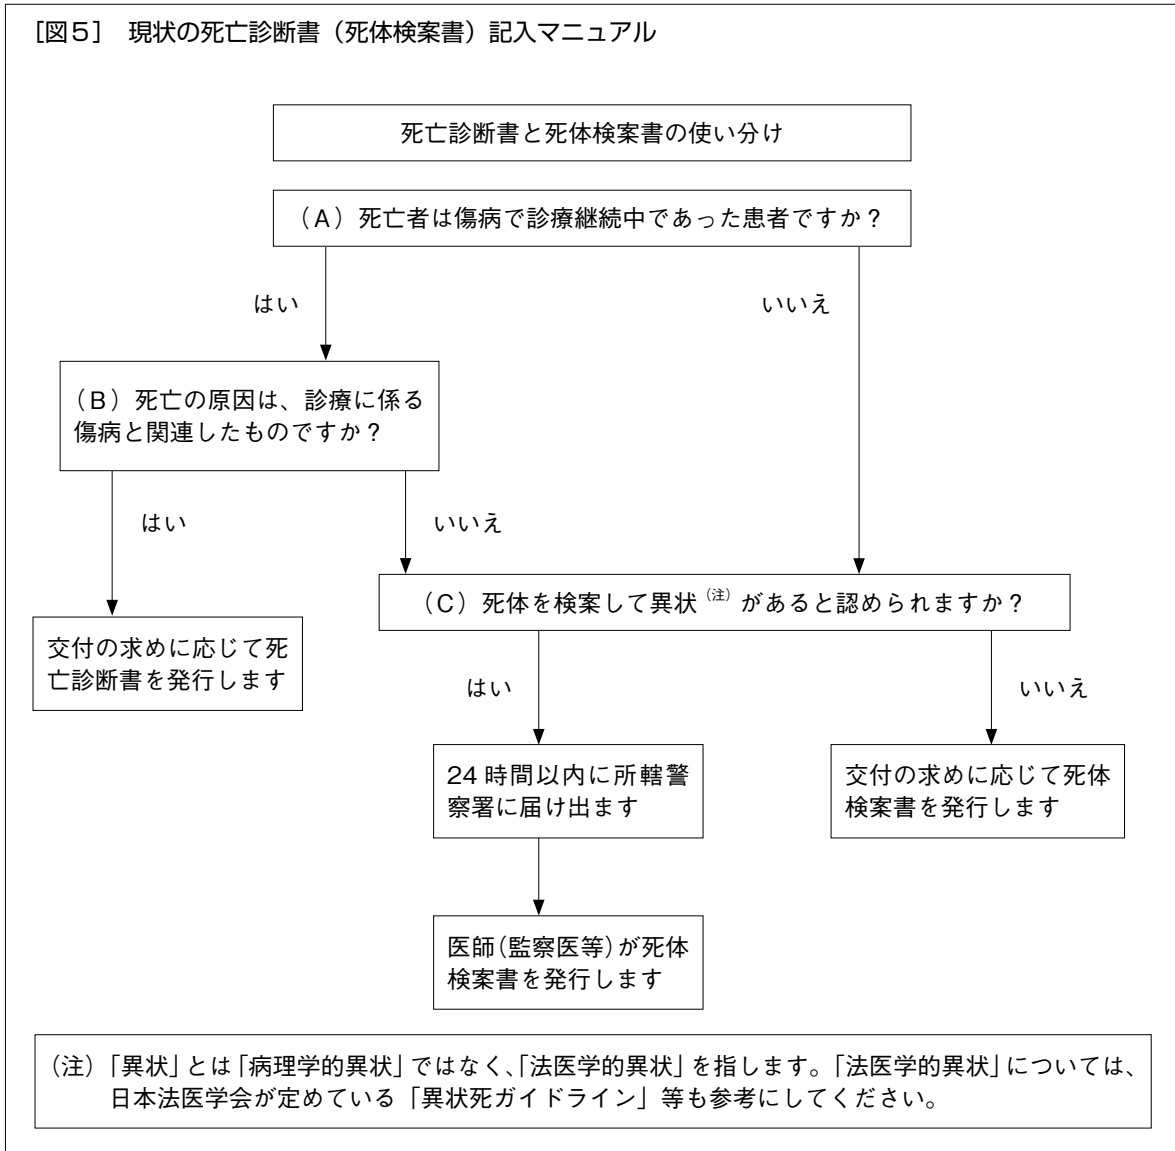 [図5] 現状の死亡診断書（死体検案書）記入マニュアル
死亡診断書と死体検案書の使い分け
（A）死亡者は傷病で診療継続中であった患者ですか？
はい
いいえ
（B）死亡の原因は、診療に係る
傷病と関連したものですか？
はい
いいえ
（C）死体を検案して異状（注）があると認められますか？
交付の求めに応じて死
亡診断書を発行します
はい
いいえ
24時間以内に所轄警
察署に届け出ます
交付の求めに応じて死体
検案書を発行します
医師（監察医等）が死体
検案書を発行します
（注）「異状」とは「病理学的異状」ではなく、「法医学的異状」を指します。「法医学的異状」については、
日本法医学会が定めている「異状死ガイドライン」等も参考にしてください。